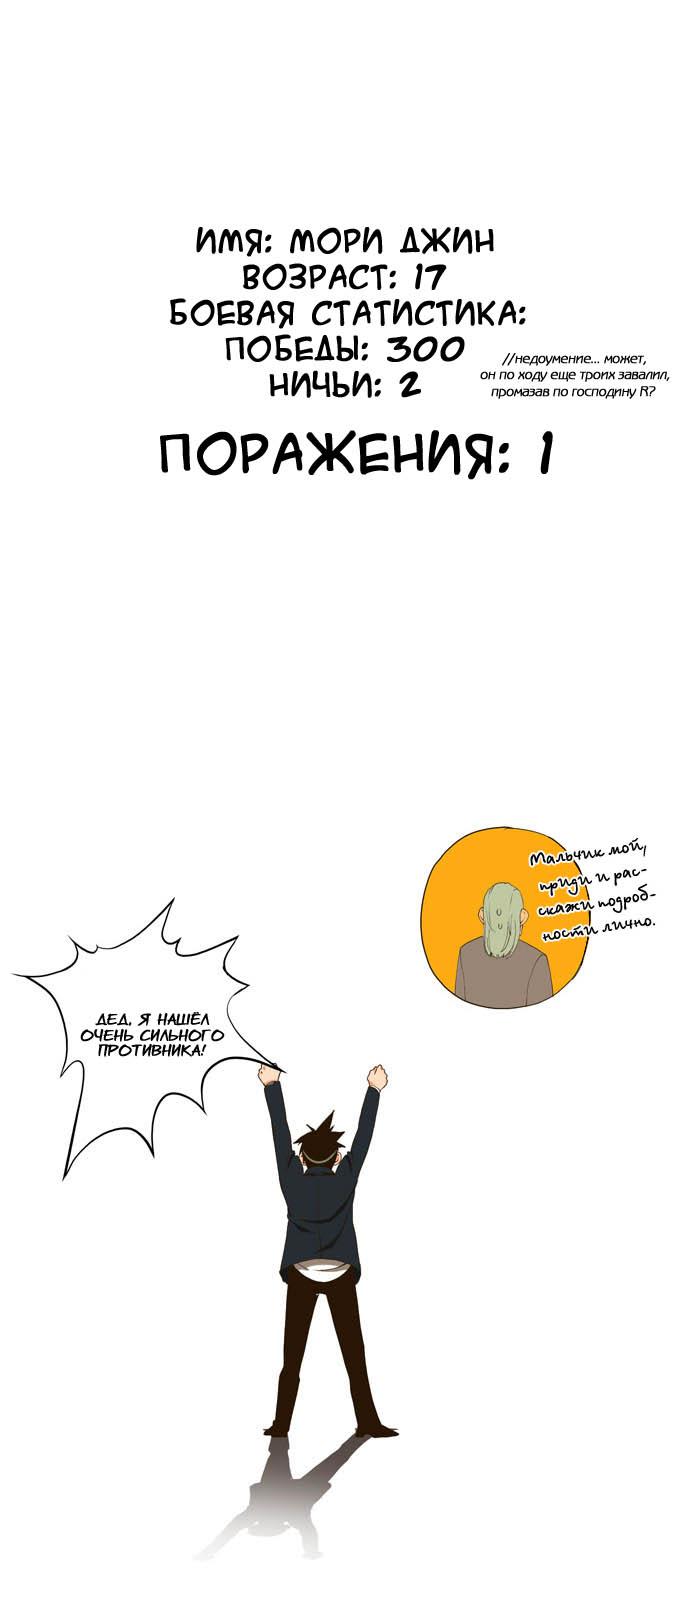 ИМЯ: МОРИ ДЖИН
ВОЗРАСТ: 17
БОЕВАЯ СТАТИСТИКА:
ПОБЕДЫ: 300
НИЧЬИ: 2
//недоумение... может,
он по ходу еще троих завалил,
промазав по господину R?
ПОРАЖЕНИЯ: 1
Мальчик мой,
приди и рас-
скажи подроб-
ности лично.
ДЕД, Я НАШЁЛ
ОЧЕНЬ СИЛЬНОГО
ПРОТИВНИКА!